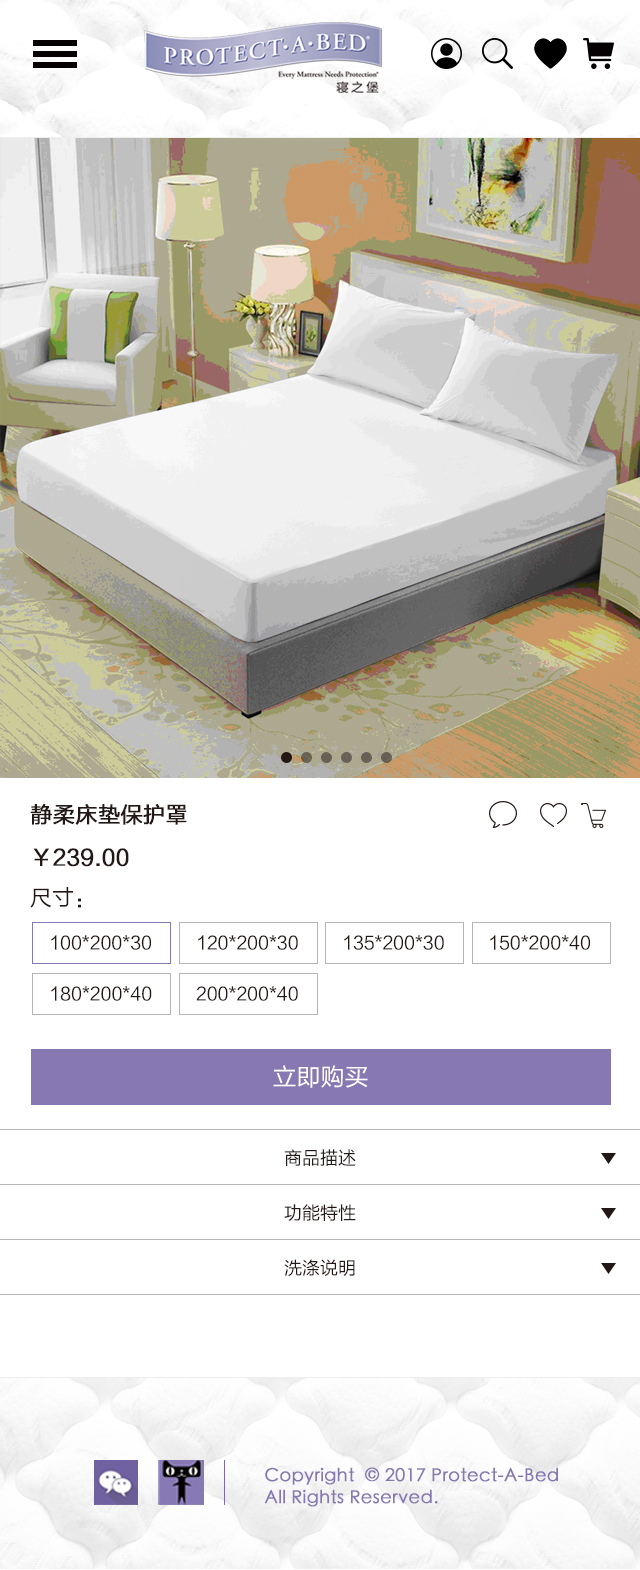 PROTECT·A·BED®
Every Mattress Needs Protection®
寝之堡
静柔床垫保护罩
￥239.00
尺寸：
100*200*30 120*200*30 135*200*30 150*200*40
180*200*40 200*200*40
立即购买
商品描述
功能特性
洗涤说明
Copyright © 2017 Protect-A-Bed
All Rights Reserved.